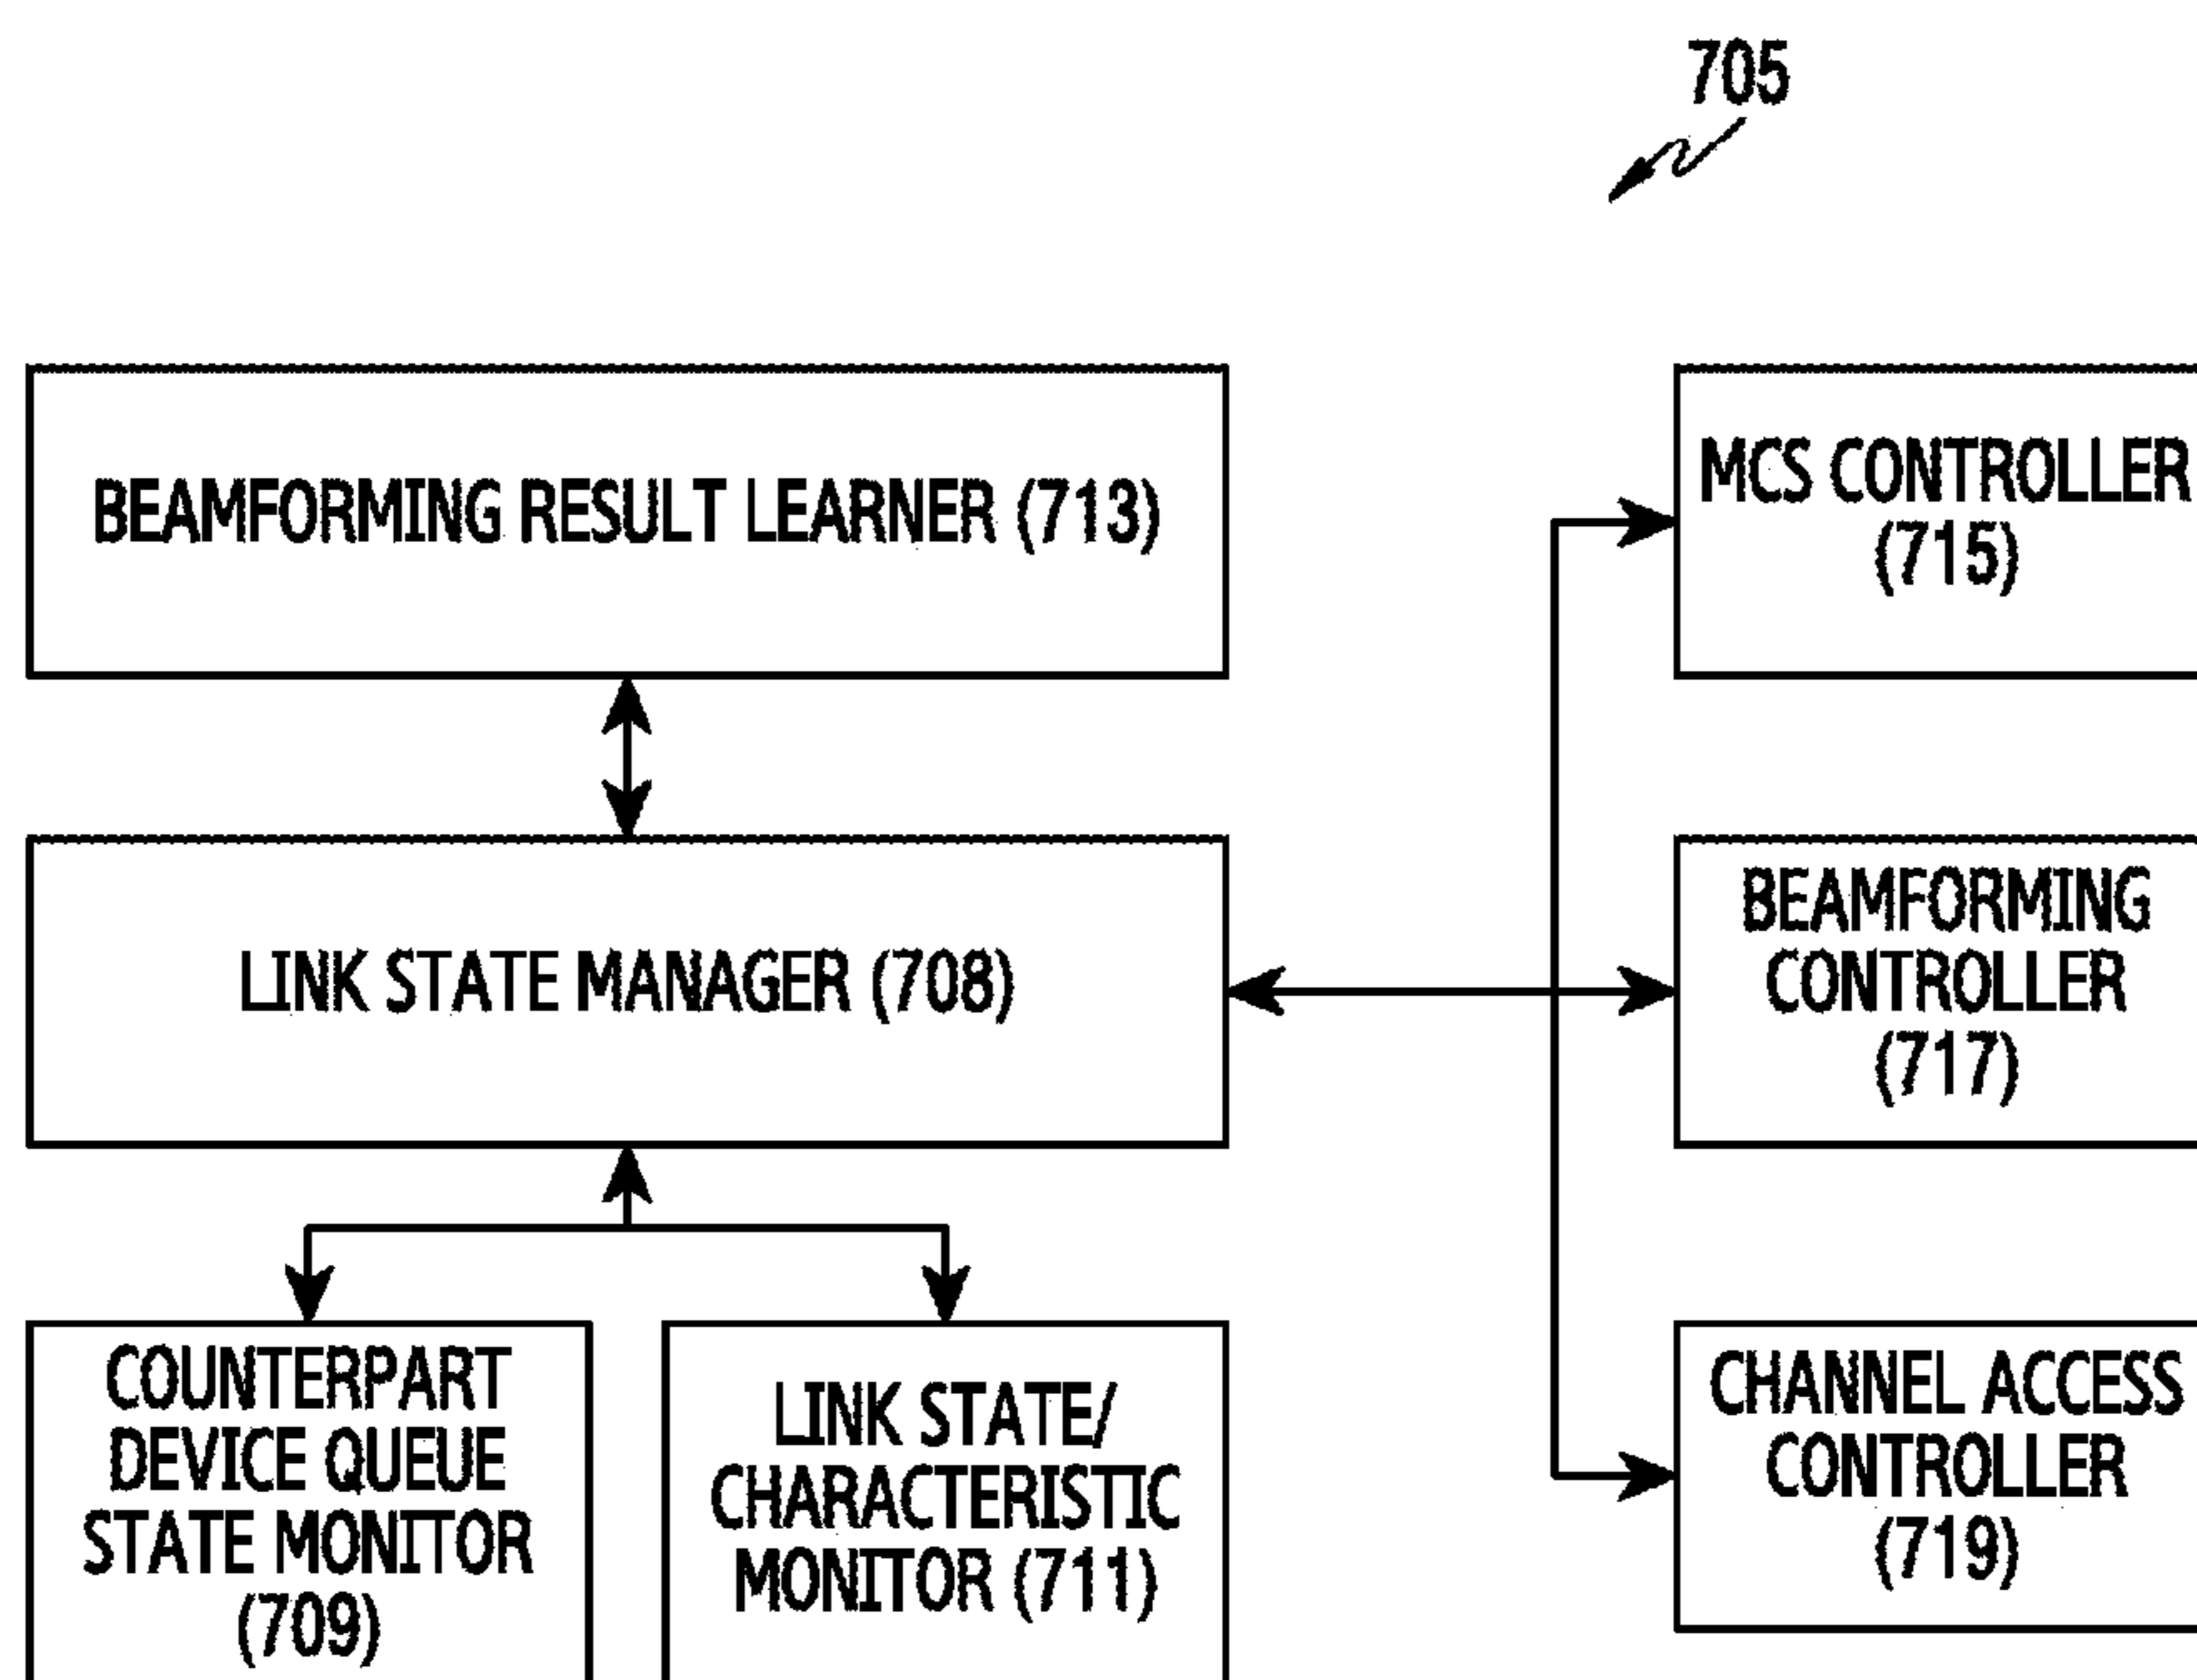 705
BEAMFORMING RESULT LEARNER (713)
MCS CONTROLLER
(715)
LINK STATE MANAGER (708)
BEAMFORMING
CONTROLLER
(717)
COUNTERPART
DEVICE QUEUE
STATE MONITOR
(709)
LINK STATE/
CHARACTERISTIC
MONITOR (711)
CHANNEL ACCESS
CONTROLLER
(719)